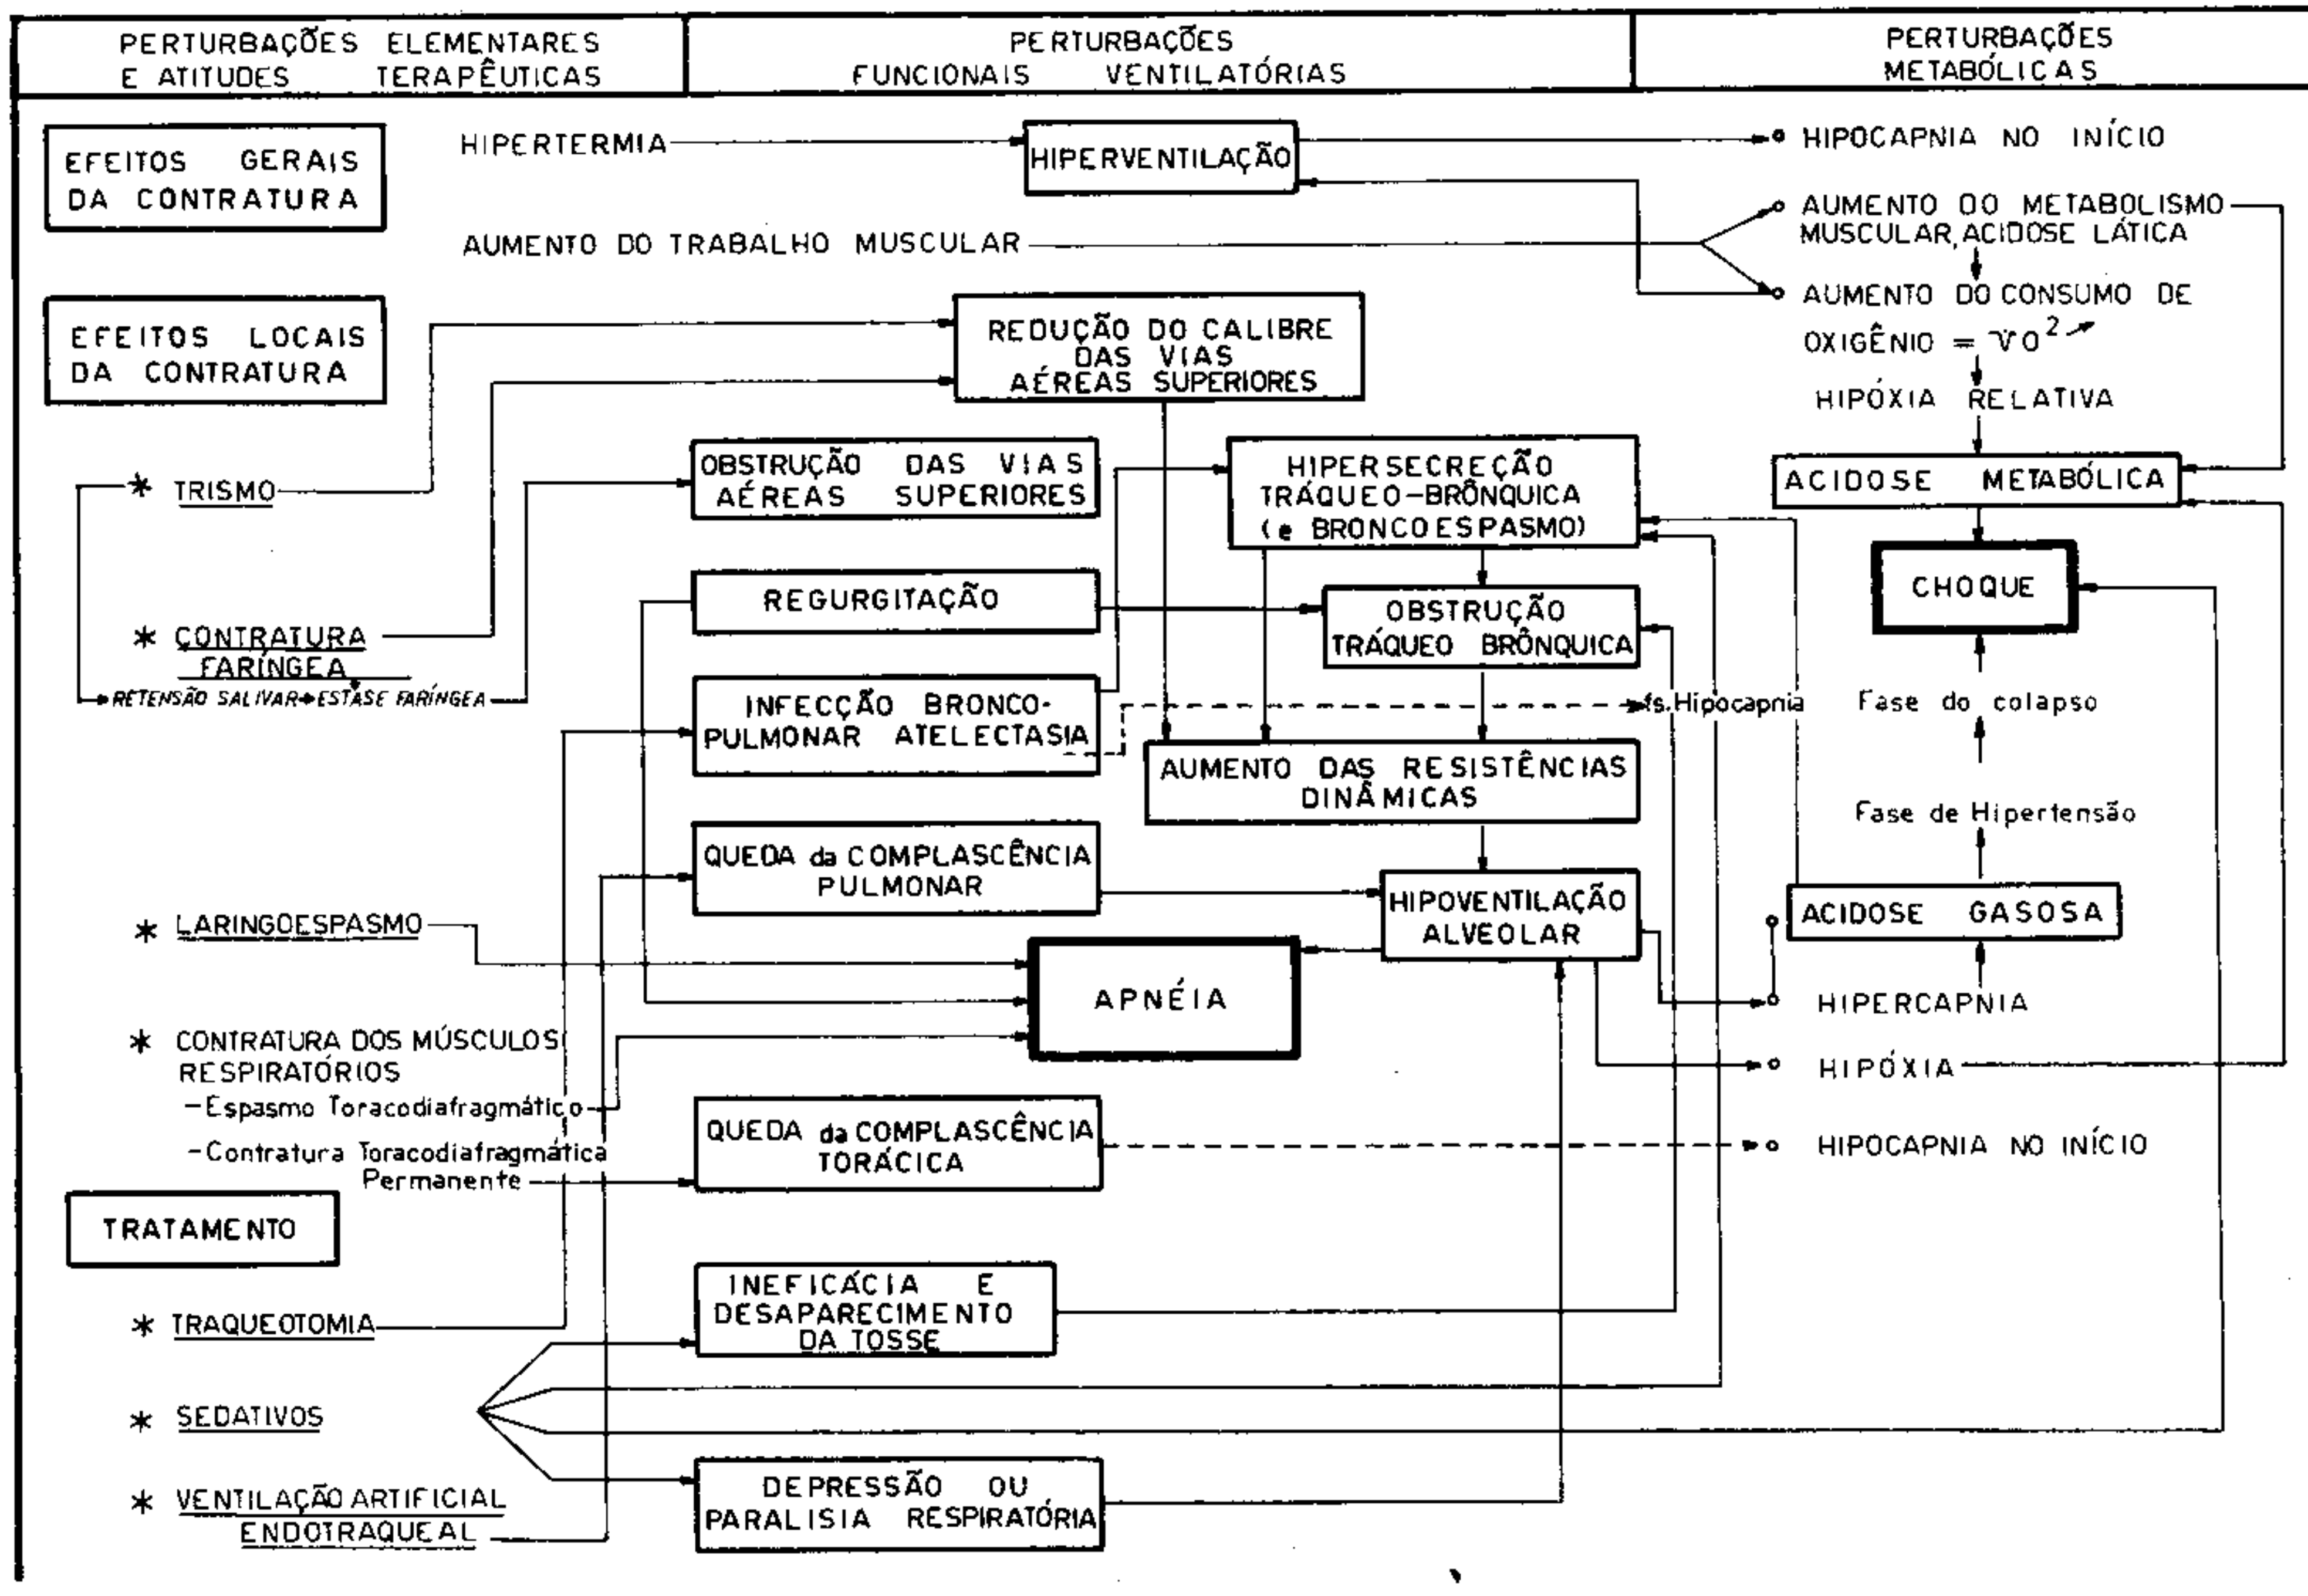 PERTURBAÇÕES ELEMENTARES
E ATITUDES TERAPÊUTICAS
PERTURBAÇÕES
FUNCIONAIS VENTILATÓRIAS
PERTURBAÇÕES
METABÓLICAS
EFEITOS GERAIS
DA CONTRATURA
HIPERTERMIA
HIPERVENTILAÇÃO
HIPOCAPNIA NO INÍCIO
AUMENTO DO TRABALHO MUSCULAR
AUMENTO DO METABOLISMO
MUSCULAR, ACIDOSE LÁTICA
AUMENTO DO CONSUMO DE
OXIGÊNIO = V̇O²
HIPÓXIA RELATIVA
EFEITOS LOCAIS
DA CONTRATURA
REDUÇÃO DO CALIBRE
DAS VIAS
AÉREAS SUPERIORES
* TRISMO
OBSTRUÇÃO DAS VIAS
AÉREAS SUPERIORES
HIPERSECREÇÃO
TRÁQUEO-BRÔNQUICA
(e BRONCOESPASMO)
ACIDOSE METABÓLICA
CHOQUE
REGURGITAÇÃO
OBSTRUÇÃO
TRÁQUEO BRÔNQUICA
* CONTRATURA
FARÍNGEA
RETENSÃO SALIVAR ESTASE FARÍNGEA
INFECÇÃO BRONCO-
PULMONAR ATELECTASIA
fs. Hipocapnia
Fase do colapso
AUMENTO DAS RESISTÊNCIAS
DINÂMICAS
Fase de Hipertensão
QUEDA da COMPLASCÊNCIA
PULMONAR
HIPOVENTILAÇÃO
ALVEOLAR
ACIDOSE GASOSA
* LARINGOESPASMO
APNÉIA
HIPERCAPNIA
* CONTRATURA DOS MÚSCULOS
RESPIRATÓRIOS
HIPÓXIA
-Espasmo Toracodiafragmático
-Contratura Toracodiafragmática
Permanente
QUEDA da COMPLASCÊNCIA
TORÁCICA
HIPOCAPNIA NO INÍCIO
TRATAMENTO
INEFICÁCIA E
DESAPARECIMENTO
DA TOSSE
* TRAQUEOTOMIA
* SEDATIVOS
* VENTILAÇÃO ARTIFICIAL
ENDOTRAQUEAL
DEPRESSÃO OU
PARALISIA RESPIRATÓRIA